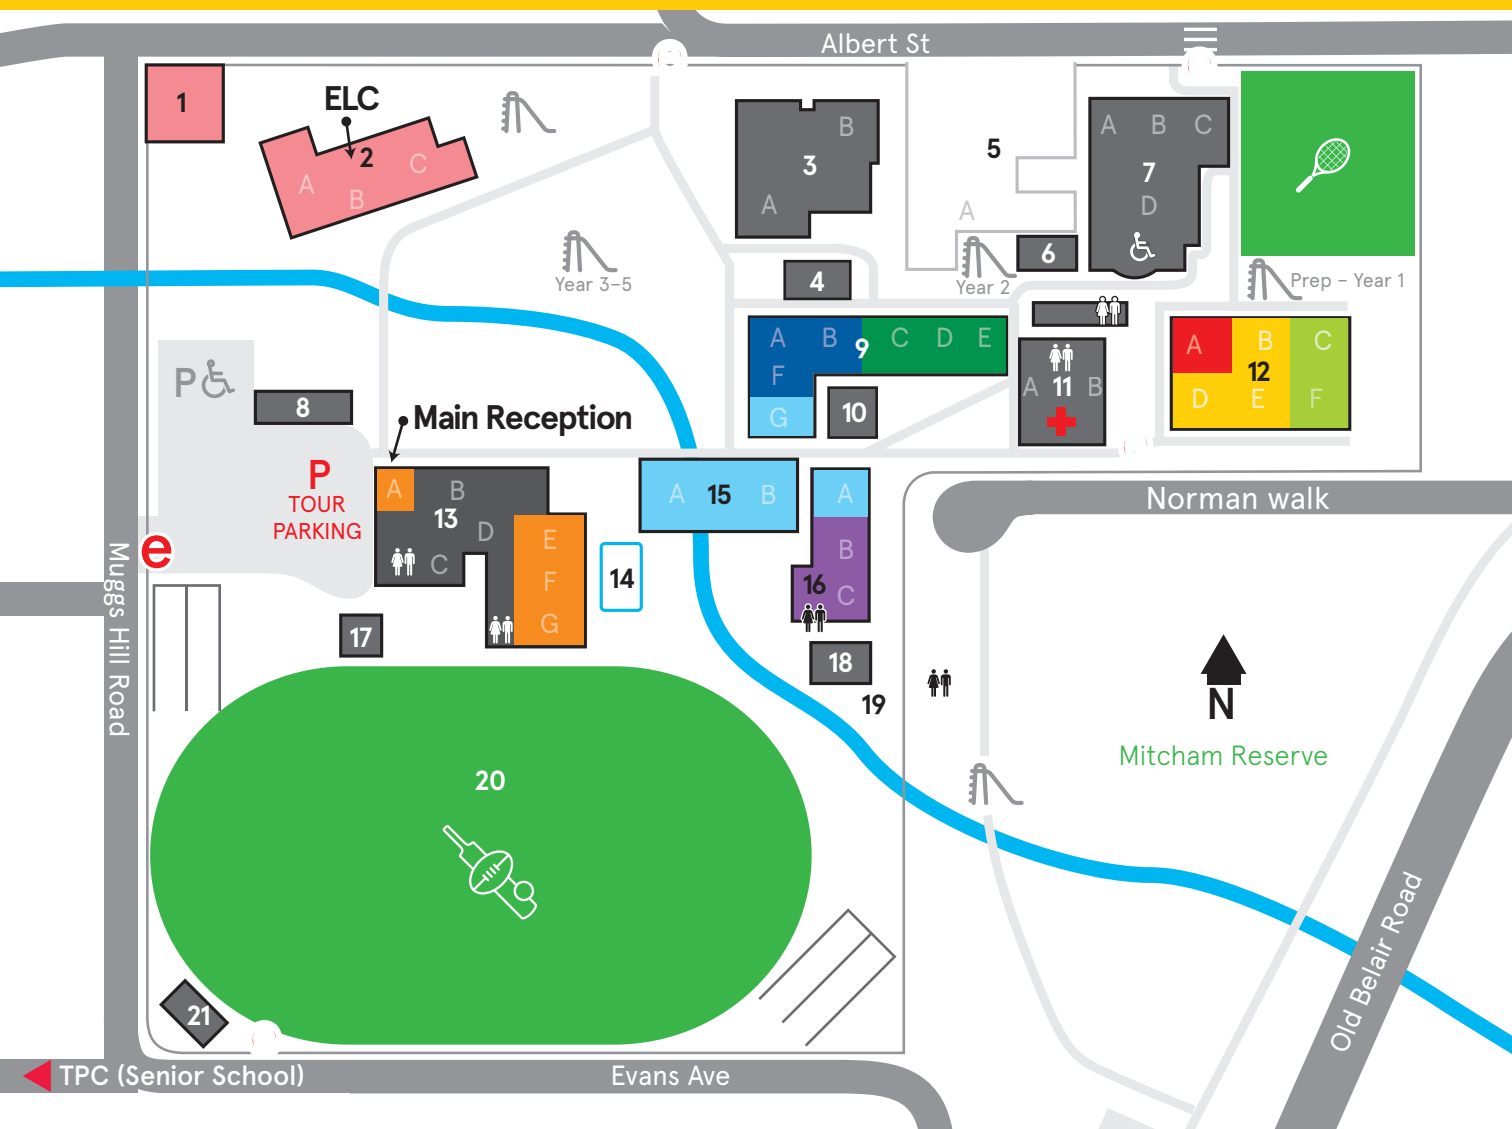 Albert St
1
ELC
2
A
B
C
3
A
B
5
A
A B C
7
D
6
Year 3–5
Year 2
Prep – Year 1
4
A B 9 C D E
F
G
10
A 11 B
A B C
12
D E F
P
8
Main Reception
P
TOUR
PARKING
e
A B
13
D
C
E
F
G
14
A 15 B
A
B
16 C
Norman walk
17
18
19
Muggs Hill Road
N
Mitcham Reserve
20
21
Old Belair Road
TPC (Senior School)
Evans Ave